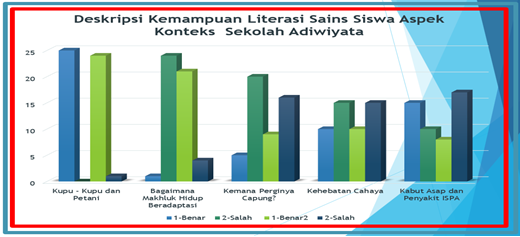 Deskripsi Kemampuan Literasi Sains Siswa Aspek
Konteks Sekolah Adiwiyata
25
20
15
10
5
0
Kupu - Kupu dan
Petani
Bagaimana
Makhluk Hidup
Beradaptasi
Kemana Perginya
Capung?
Kehebatan Cahaya
Kabut Asap dan
Penyakit ISPA
1-Benar
2-Salah
1-Benar2
2-Salah